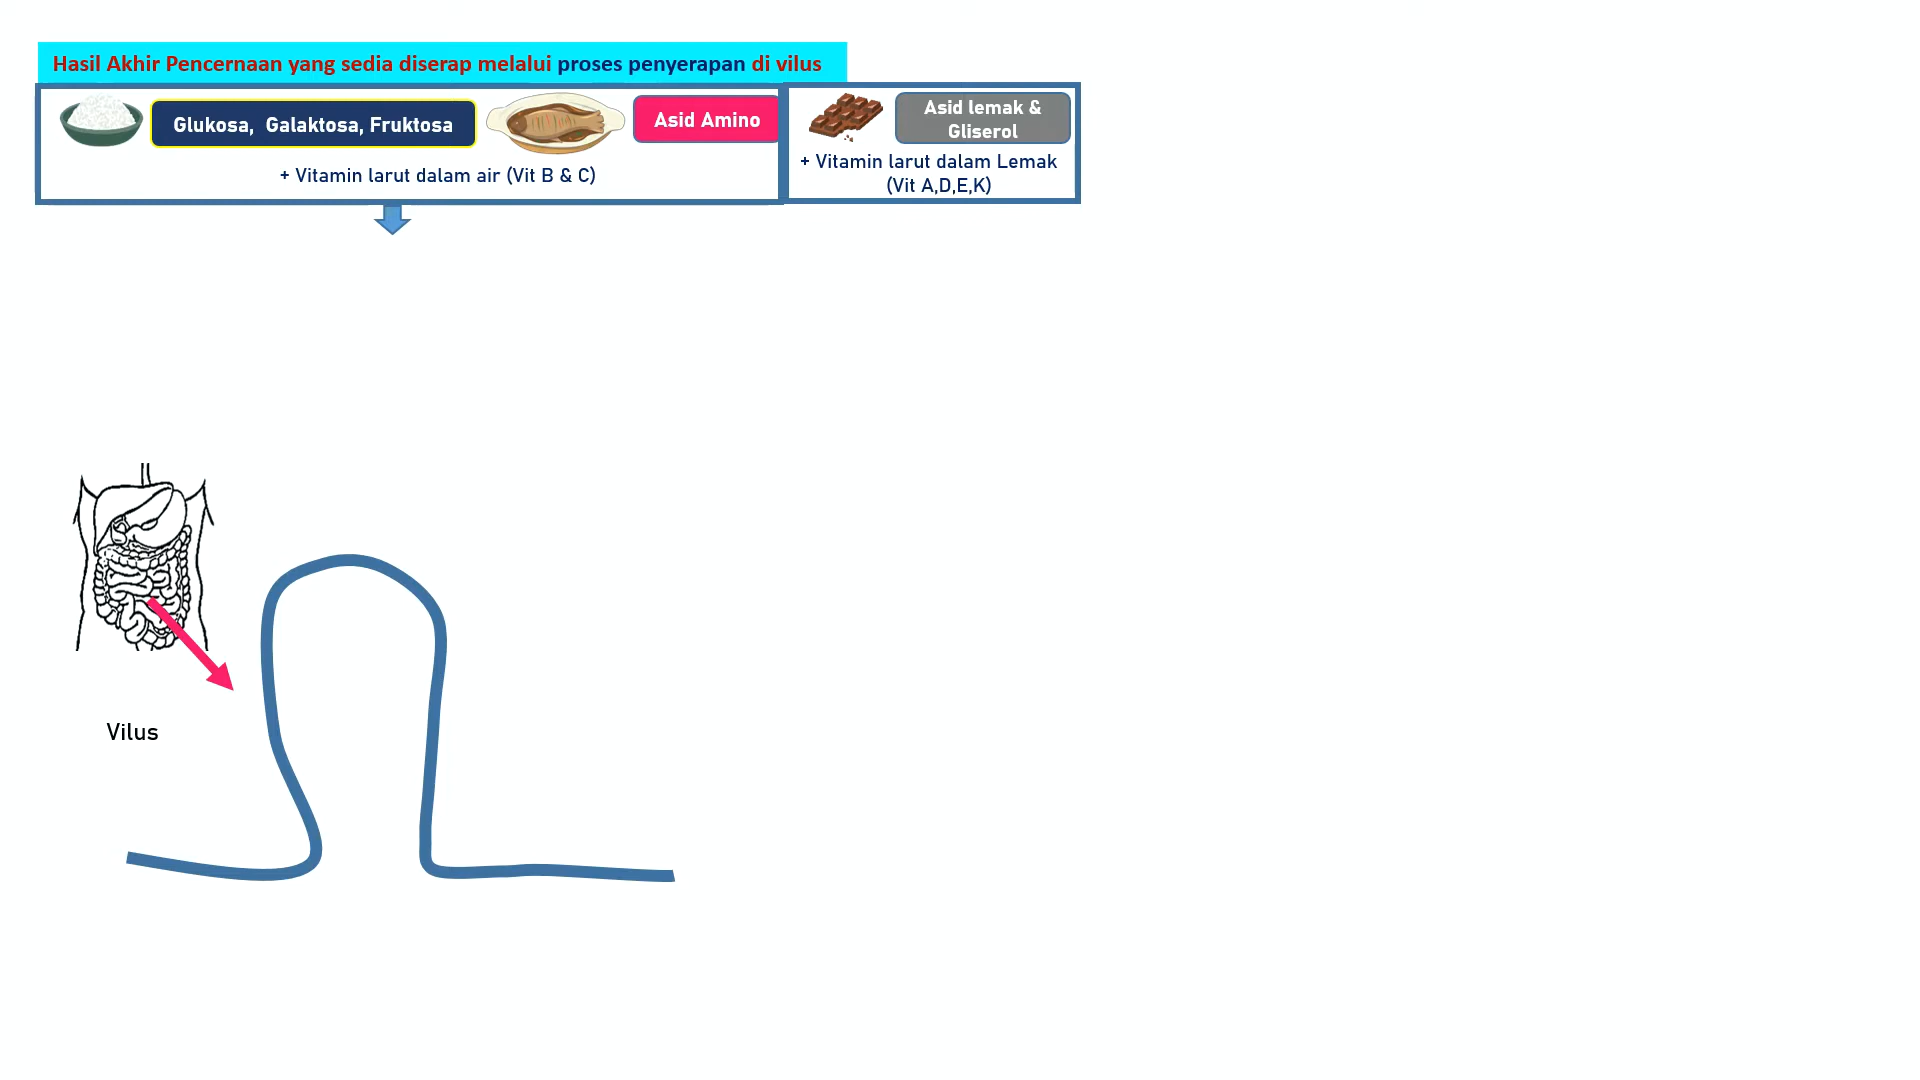 Hasil Akhir Pencernaan yang sedia diserap melalui proses penyerapan di vilus
Glukosa, Galaktosa, Fruktosa
Asid Amino
+ Vitamin larut dalam air (Vit B & C)
Asid lemak &
Gliserol
+ Vitamin larut dalam Lemak
(Vit A,D,E,K)
Vilus